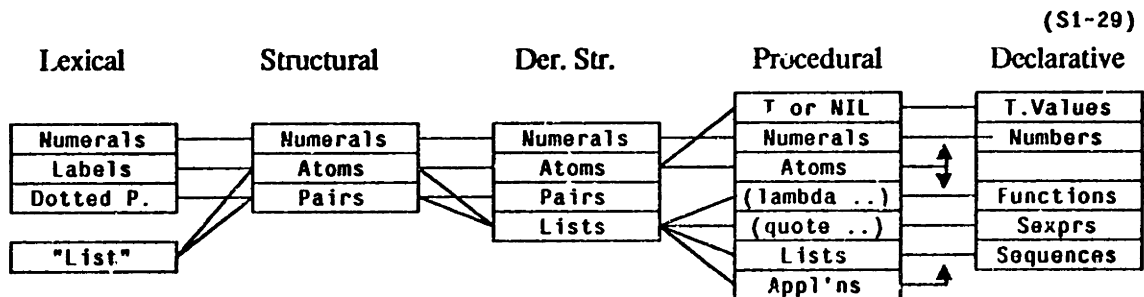 (S1-29)
Lexical Structural Der. Str. Procedural Declarative
T or NIL T.Values
Numerals Numerals Numerals Numerals Numbers
Labels Atoms Atoms Atoms
Dotted P. Pairs Pairs (lambda ..) Functions
Lists (quote ..) Sexprs
"List" Lists Sequences
Appl'ns